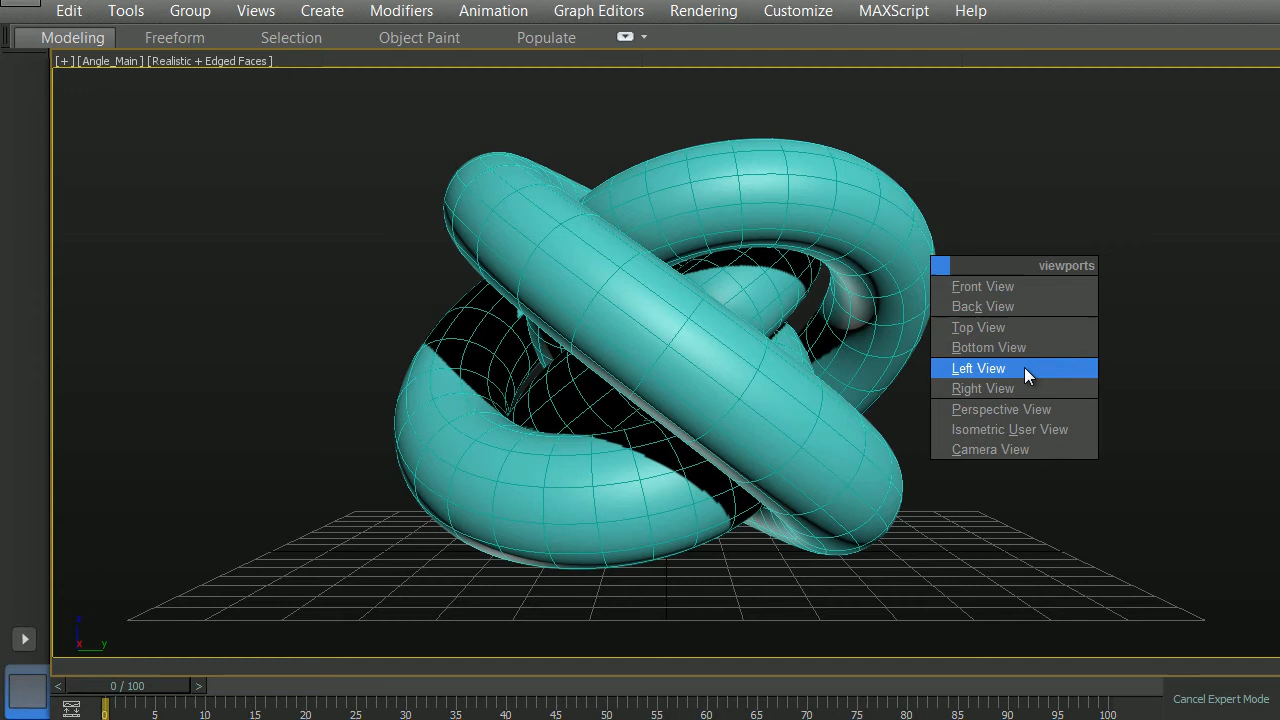 Edit Tools Group Views Create Modifiers Animation Graph Editors Rendering Customize MAXScript Help
Modeling Freeform Selection Object Paint Populate
[+][Angle_Main][Realistic + Edged Faces]
viewports
Front View
Back View
Top View
Bottom View
Left View
Right View
Perspective View
Isometric User View
Camera View
z
x y
< 0 / 100 >
Cancel Expert Mode
0 5 10 15 20 25 30 35 40 45 50 55 60 65 70 75 80 85 90 95 100